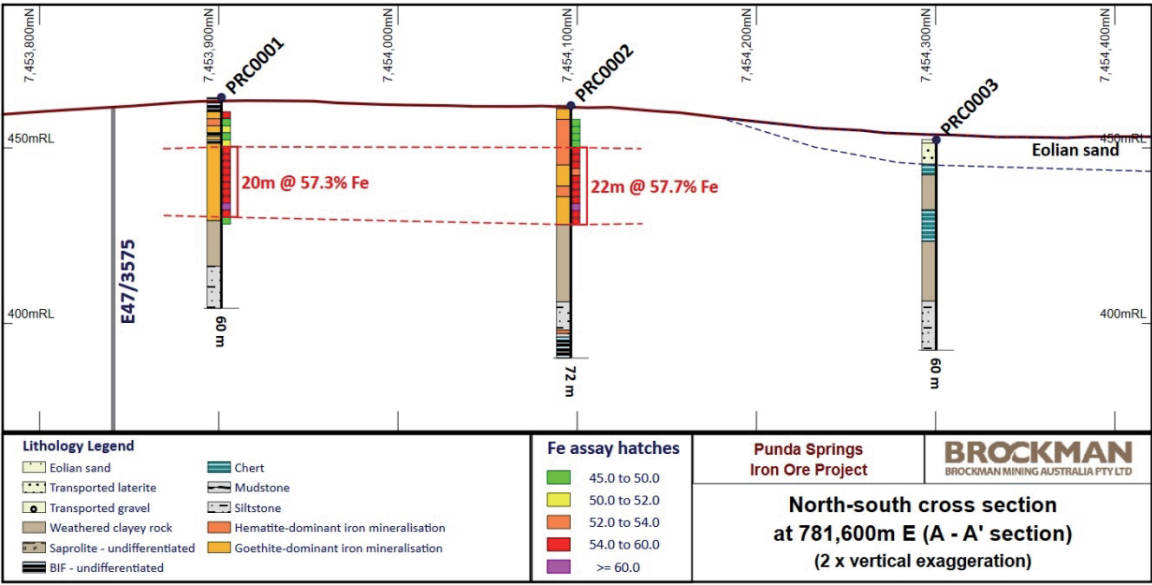 7,453,800mN
7,453,900mN
7,454,000mN
7,454,100mN
7,454,200mN
7,454,300mN
7,454,400mN
PRC0001
PRC0002
PRC0003
450mRL
450mRL
Eolian sand
20m @ 57.3% Fe
22m @ 57.7% Fe
E47/3575
400mRL
400mRL
60 m
72 m
60 m
Lithology Legend
Eolian sand
Transported laterite
Transported gravel
Weathered clayey rock
Saprolite - undifferentiated
BIF - undifferentiated
Chert
Mudstone
Siltstone
Hematite-dominant iron mineralisation
Goethite-dominant iron mineralisation
Fe assay hatches
45.0 to 50.0
50.0 to 52.0
52.0 to 54.0
54.0 to 60.0
>= 60.0
Punda Springs
Iron Ore Project
BROCKMAN
BROCKMAN MINING AUSTRALIA PTY LTD
North-south cross section
at 781,600m E (A - A' section)
(2 x vertical exaggeration)